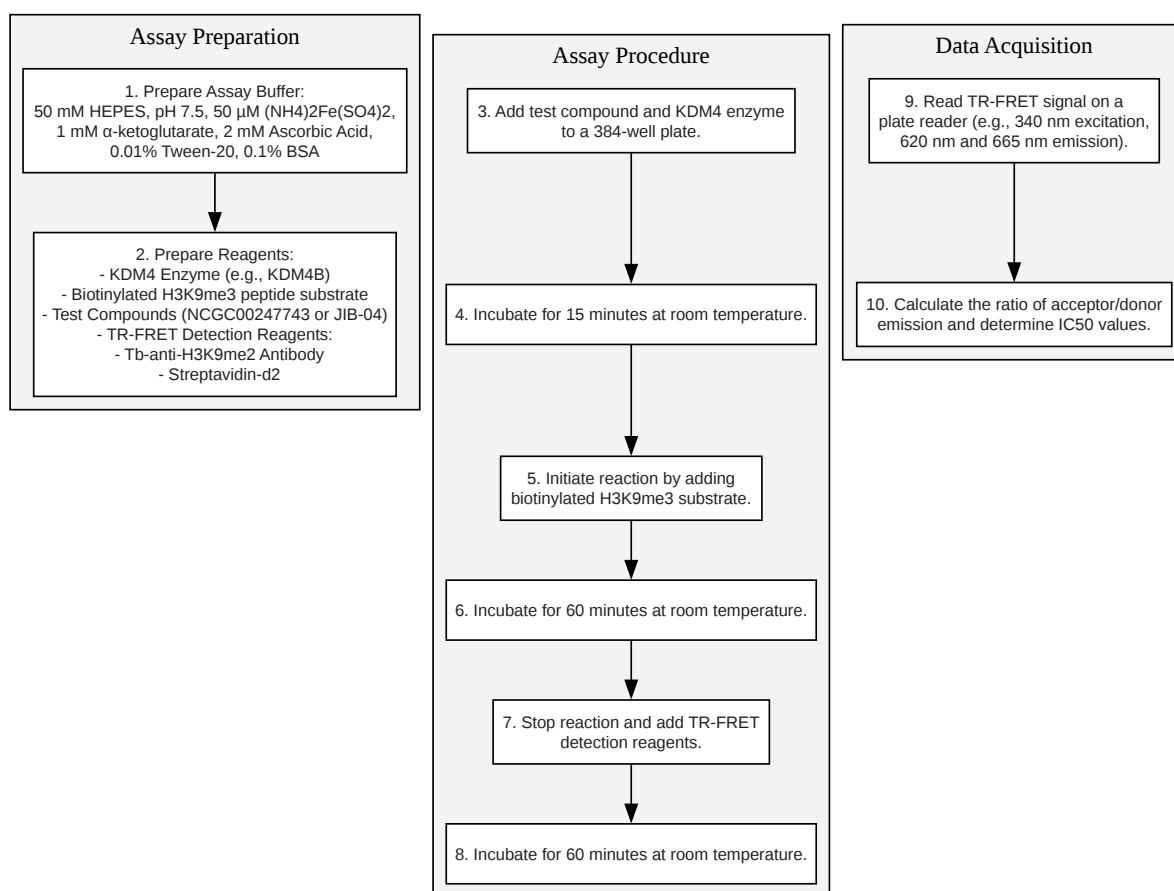 Assay Preparation
1. Prepare Assay Buffer:
50 mM HEPES, pH 7.5, 50 µM (NH4)2Fe(SO4)2,
1 mM α-ketoglutarate, 2 mM Ascorbic Acid,
0.01% Tween-20, 0.1% BSA
2. Prepare Reagents:
- KDM4 Enzyme (e.g., KDM4B)
- Biotinylated H3K9me3 peptide substrate
- Test Compounds (NCGC00247743 or JIB-04)
- TR-FRET Detection Reagents:
- Tb-anti-H3K9me2 Antibody
- Streptavidin-d2
Assay Procedure
3. Add test compound and KDM4 enzyme
to a 384-well plate.
4. Incubate for 15 minutes at room temperature.
5. Initiate reaction by adding
biotinylated H3K9me3 substrate.
6. Incubate for 60 minutes at room temperature.
7. Stop reaction and add TR-FRET
detection reagents.
8. Incubate for 60 minutes at room temperature.
Data Acquisition
9. Read TR-FRET signal on a
plate reader (e.g., 340 nm excitation,
620 nm and 665 nm emission).
10. Calculate the ratio of acceptor/donor
emission and determine IC50 values.